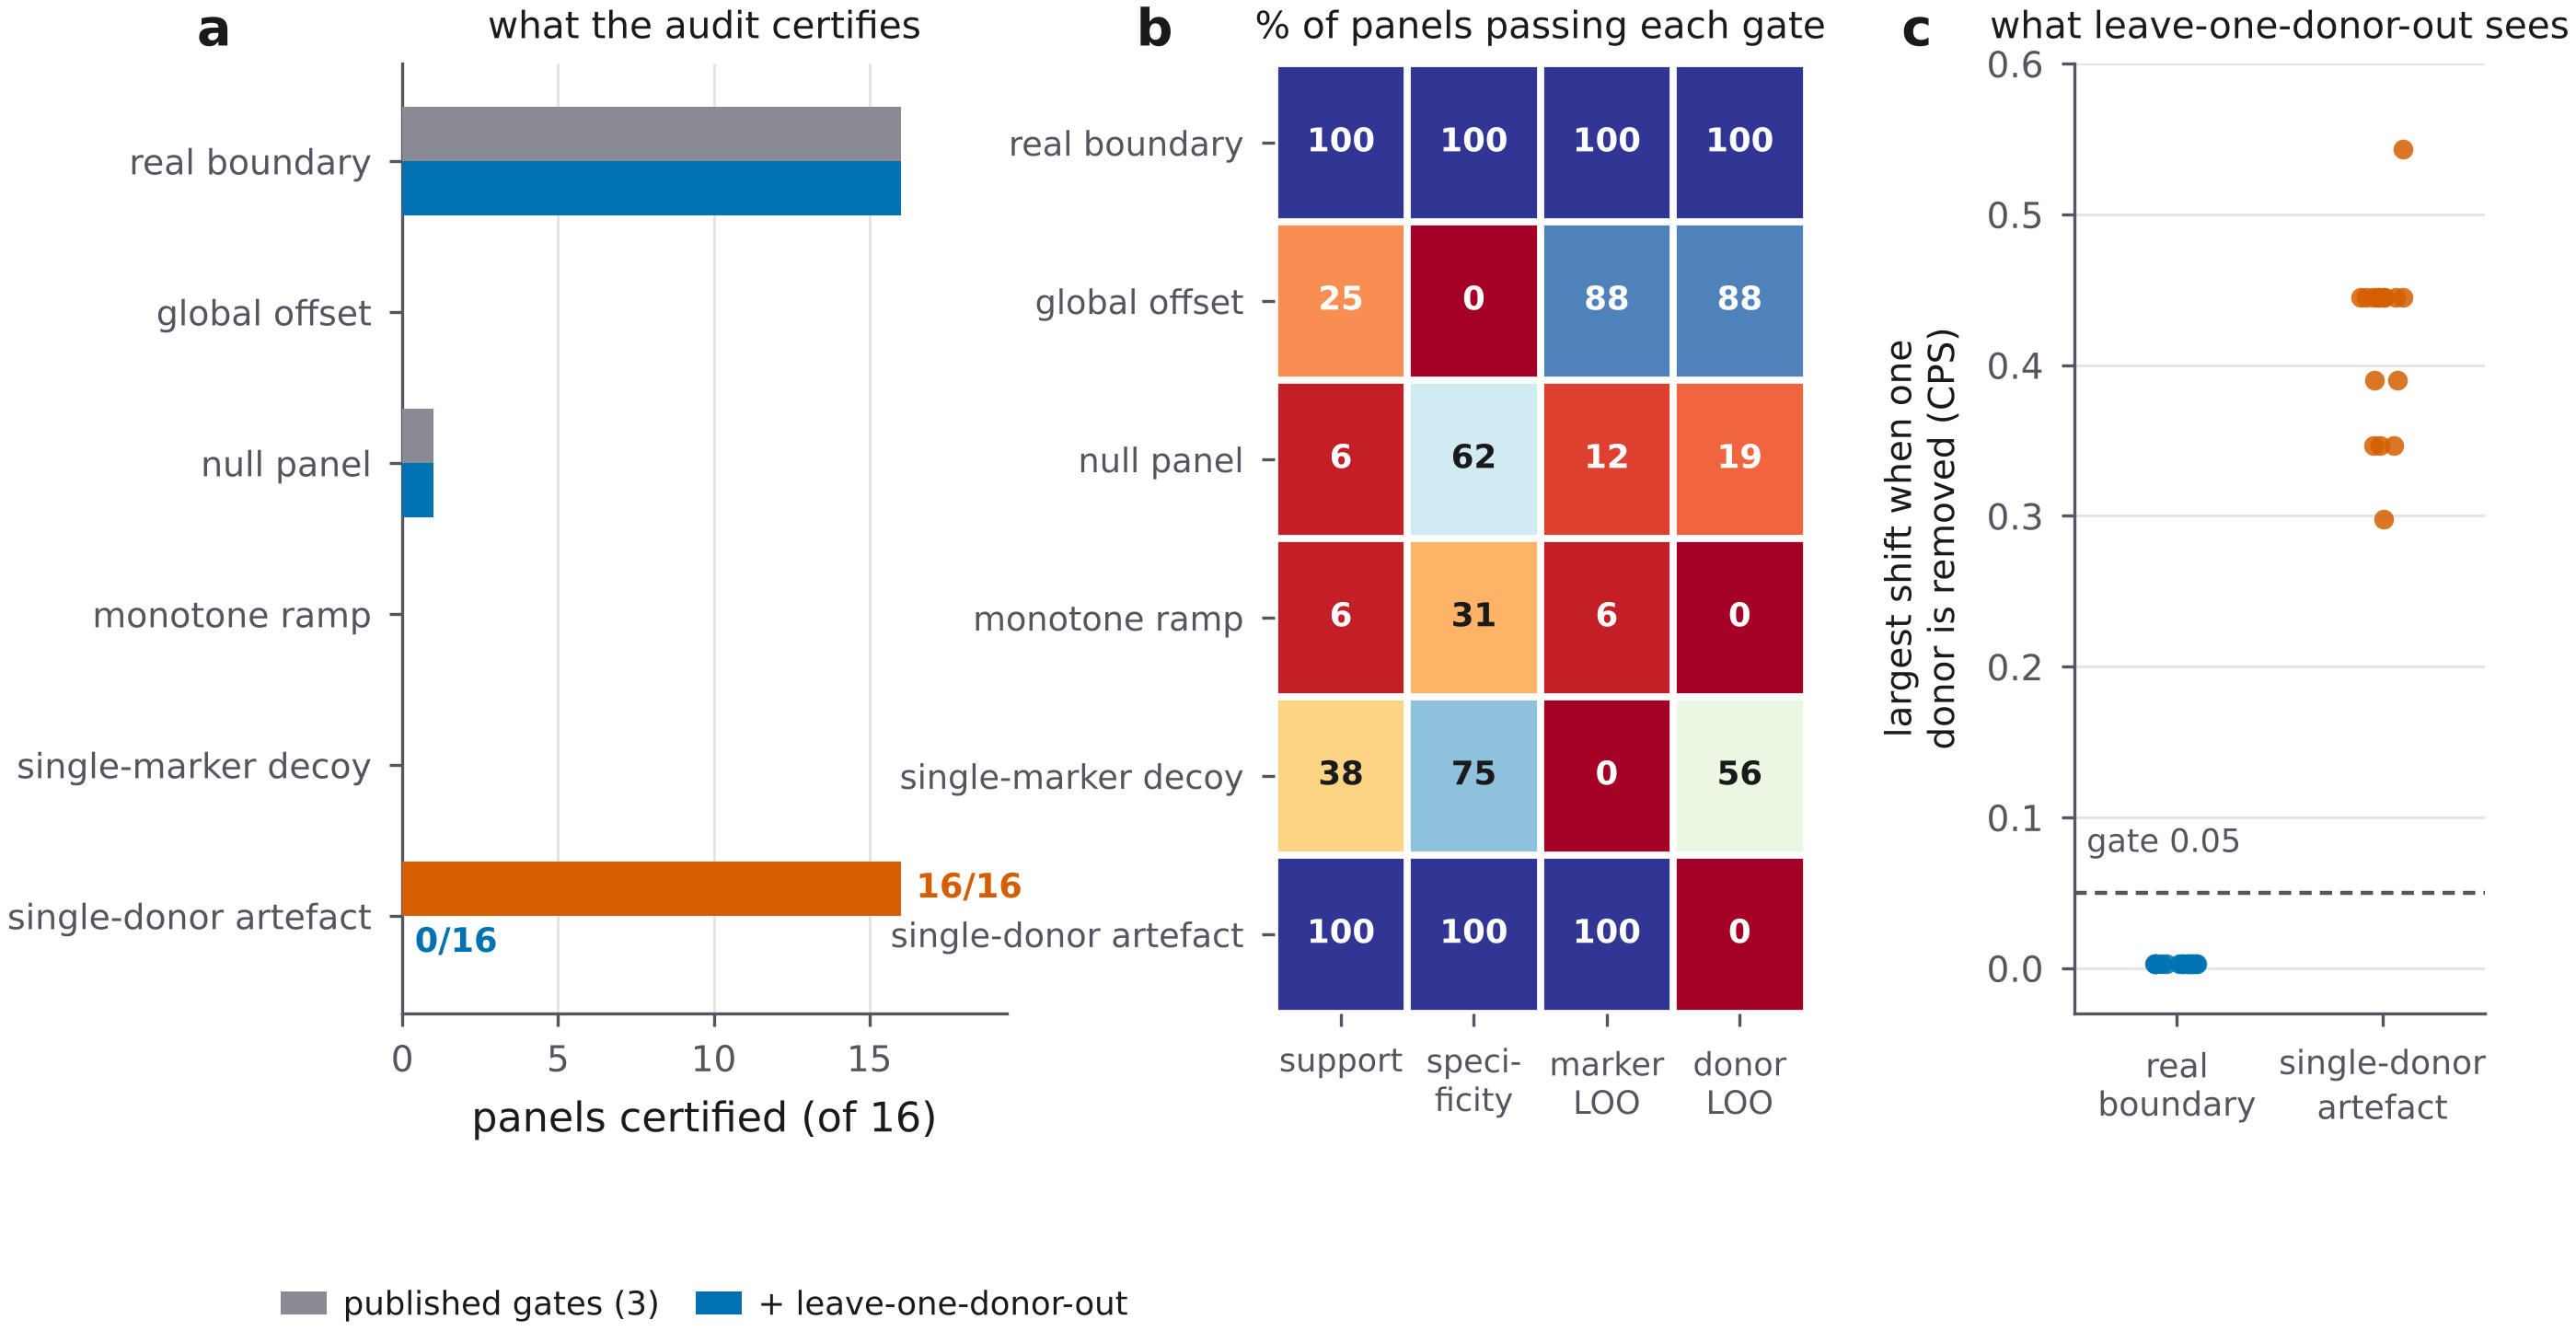 a
what the audit certifies
real boundary
global offset
null panel
monotone ramp
single-marker decoy
single-donor artefact
16/16
0/16
0
5
10
15
panels certified (of 16)
published gates (3)
+ leave-one-donor-out
b
% of panels passing each gate
real boundary
100
100
100
100
global offset
25
0
88
88
null panel
6
62
12
19
monotone ramp
6
31
6
0
single-marker decoy
38
75
0
56
single-donor artefact
100
100
100
0
support
speci-
ficity
marker
LOO
donor
LOO
c
what leave-one-donor-out sees
largest shift when one
donor is removed (CPS)
0.6
0.5
0.4
0.3
0.2
0.1
0.0
gate 0.05
real
boundary
single-donor
artefact